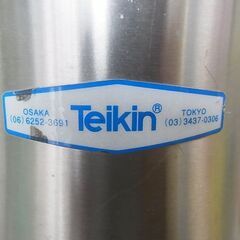 OSAKA
(06) 6252-3691
Teikin®
TOKYO
(03) 3437-0306